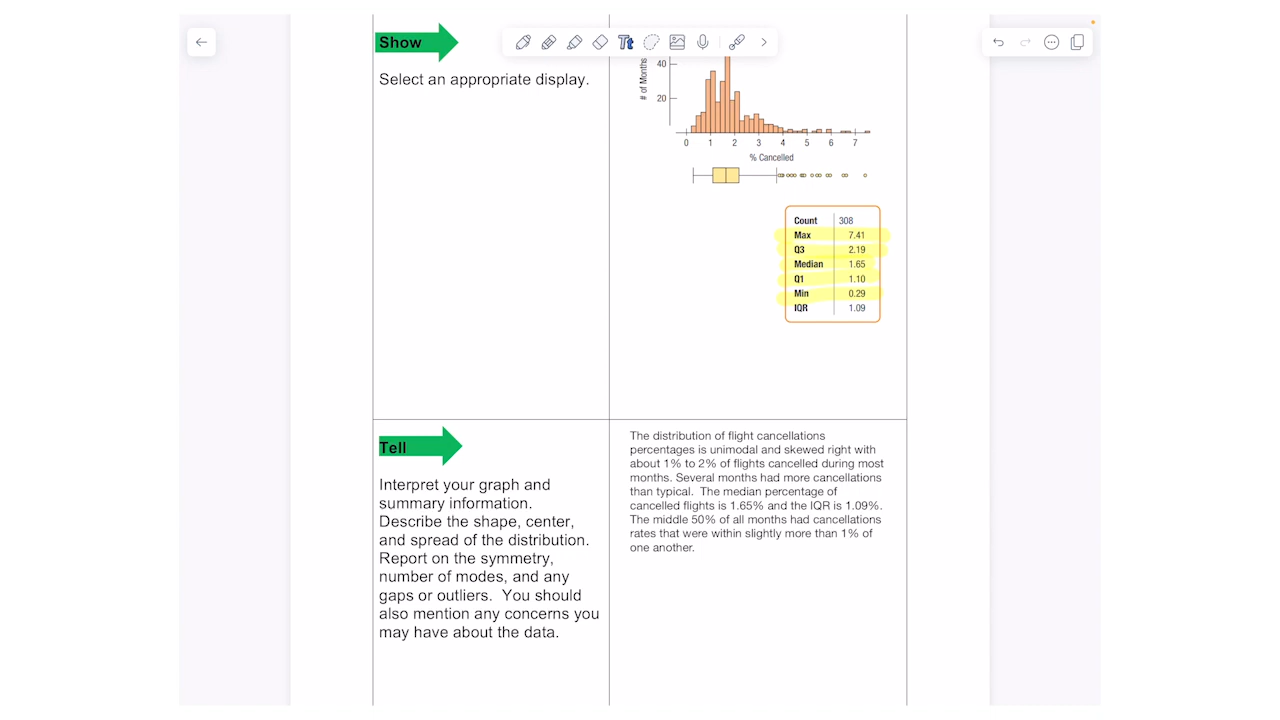 Show
Tt
Select an appropriate display.
# of Months
40
20
0 1 2 3 4 5 6 7
% Cancelled
Count 308
Max 7.41
Q3 2.19
Median 1.65
Q1 1.10
Min 0.29
IQR 1.09
Tell
Interpret your graph and
summary information.
Describe the shape, center,
and spread of the distribution.
Report on the symmetry,
number of modes, and any
gaps or outliers.  You should
also mention any concerns you
may have about the data.
The distribution of flight cancellations
percentages is unimodal and skewed right with
about 1% to 2% of flights cancelled during most
months. Several months had more cancellations
than typical.  The median percentage of
cancelled flights is 1.65% and the IQR is 1.09%.
The middle 50% of all months had cancellations
rates that were within slightly more than 1% of
one another.